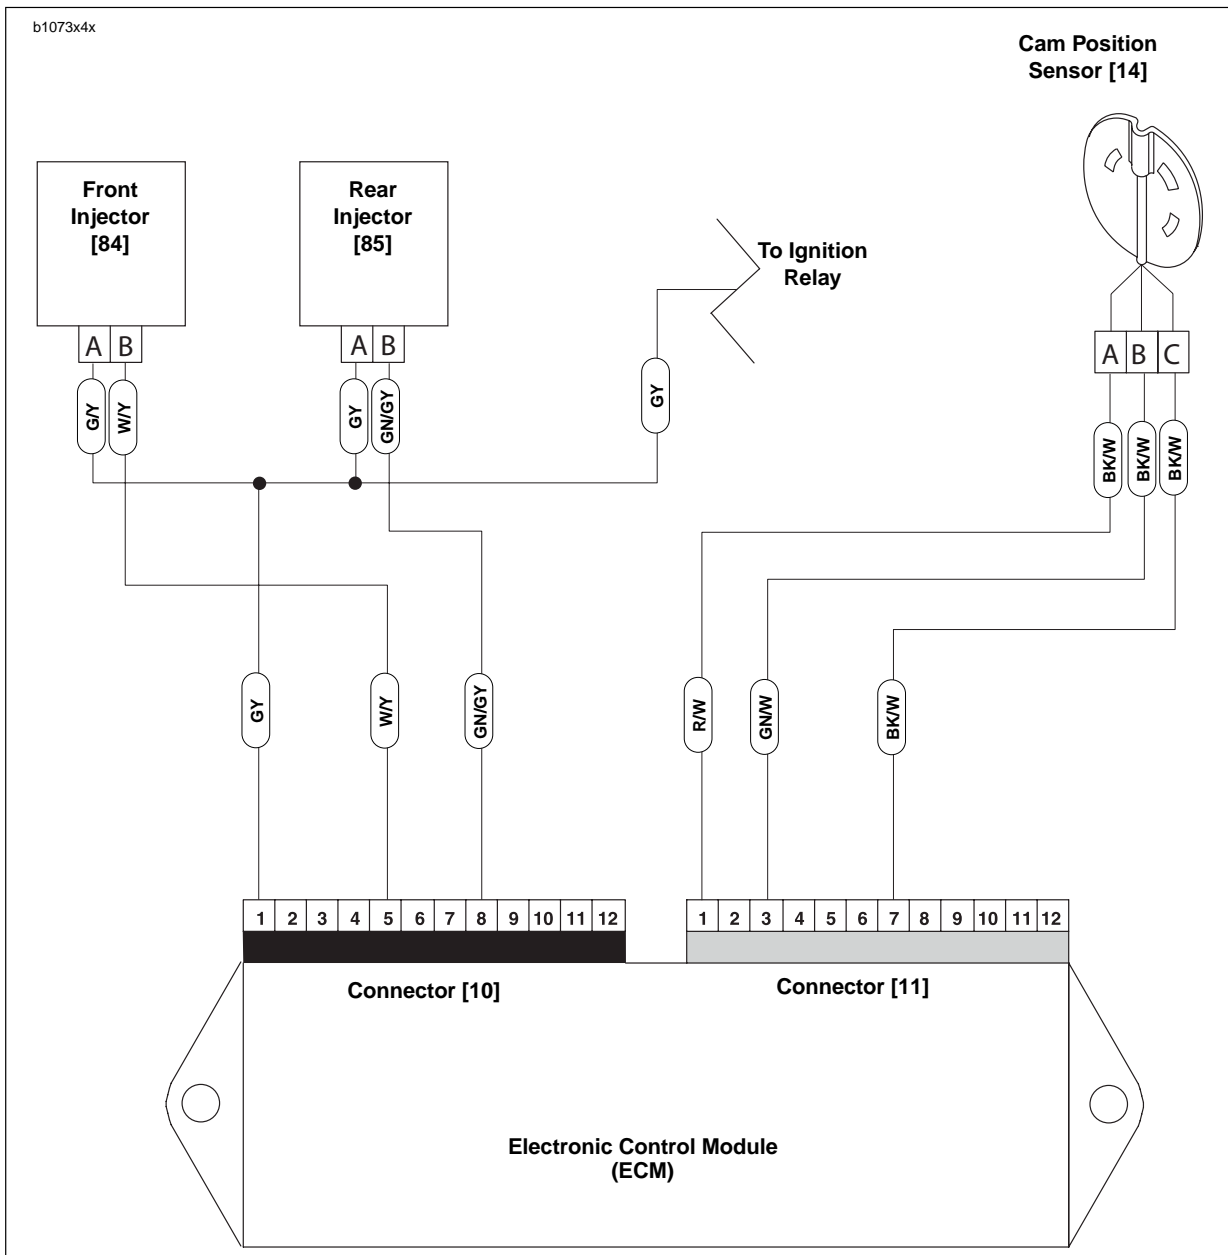 b1073x4x
Cam Position
Sensor [14]
Front
Injector
[84]
Rear
Injector
[85]
To Ignition
Relay
A B
A B
A B C
G/Y
W/Y
GY
GN/GY
GY
BK/W
BK/W
BK/W
GY
W/Y
GN/GY
R/W
GN/W
BK/W
1 2 3 4 5 6 7 8 9 10 11 12
1 2 3 4 5 6 7 8 9 10 11 12
Connector [10]
Connector [11]
Electronic Control Module
(ECM)